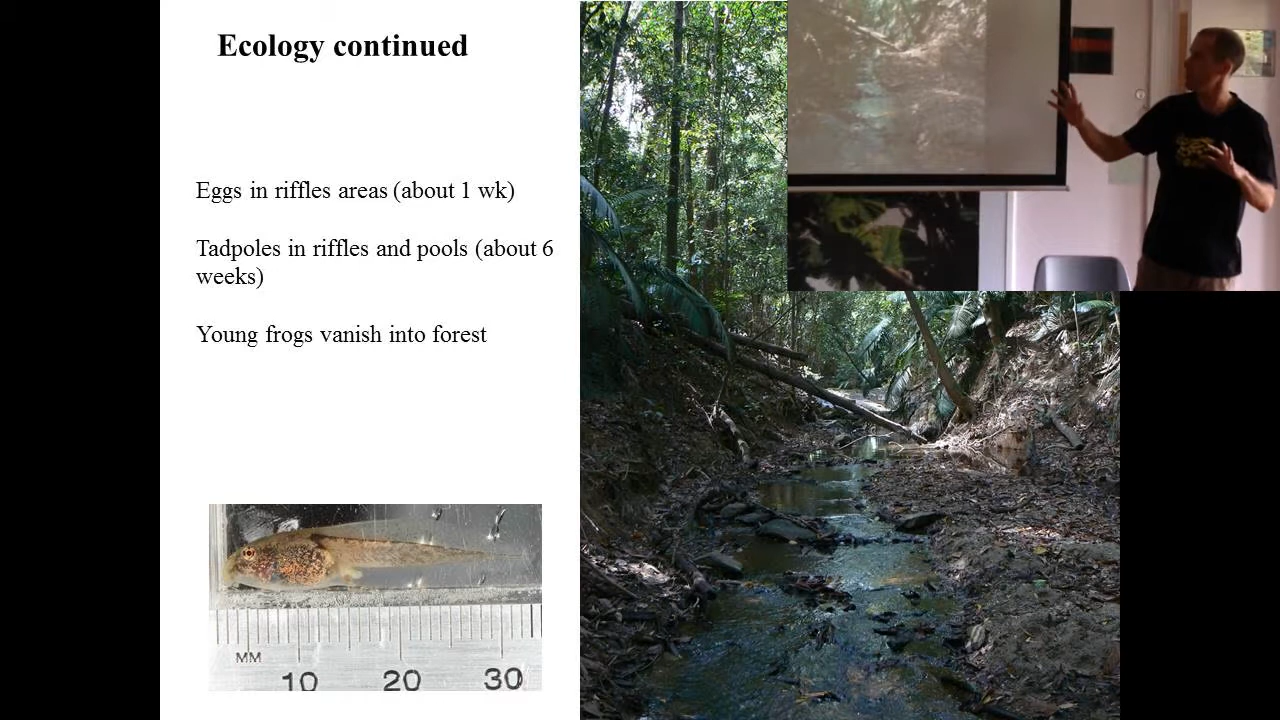 Ecology continued
Eggs in riffles areas (about 1 wk)
Tadpoles in riffles and pools (about 6
weeks)
Young frogs vanish into forest
MM
10 20 30